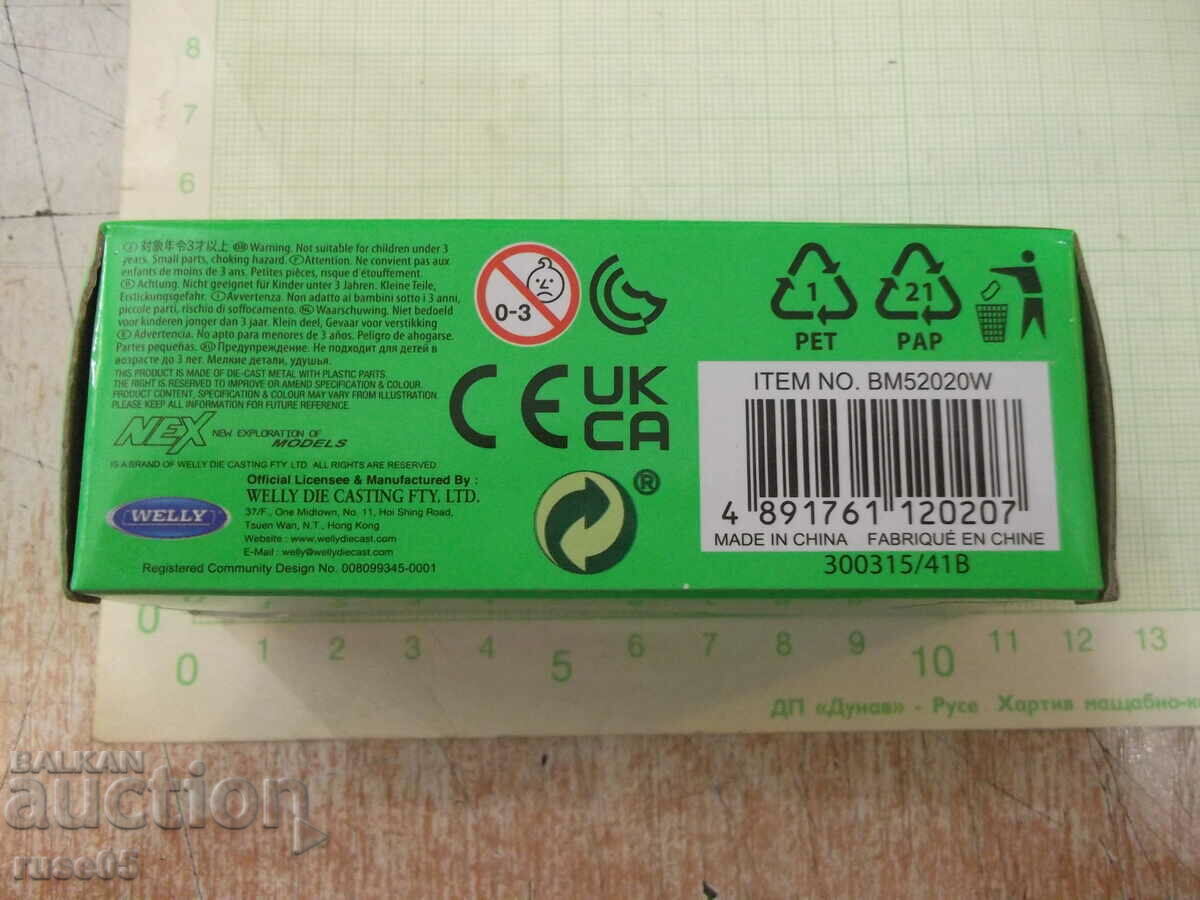 8
7
6
对象年令3才以上 GB Warning. Not suitable for children under 3
years. Small parts, choking hazard. F Attention. Ne convient pas aux
enfants de moins de 3 ans. Petites pièces, risque d'étouffement.
D Achtung. Nicht geeignet für Kinder unter 3 Jahren. Kleine Teile,
Erstickungsgefahr. I Avvertenza. Non adatto ai bambini sotto i 3 anni,
piccole parti, rischio di soffocamento. NL Waarschuwing. Niet bedoeld
voor kinderen jonger dan 3 jaar. Klein deel, Gevaar voor verstikking
E Advertencia. No apto para menores de 3 años. Peligro de ahogarse.
Partes pequeñas. RU Предупреждение. Не подходит для детей в
возрасте до 3 лет. Мелкие детали, удушья.
THIS PRODUCT IS MADE OF DIE-CAST METAL WITH PLASTIC PARTS.
THE RIGHT IS RESERVED TO IMPROVE OR AMEND SPECIFICATION & COLOUR.
PRODUCT CONTENT, SPECIFICATION & COLOUR MAY VARY FROM ILLUSTRATION.
PLEASE KEEP ALL INFORMATION FOR FUTURE REFERENCE.
NEX NEW EXPLORATION OF MODELS
IS A BRAND OF WELLY DIE CASTING FTY. LTD. ALL RIGHTS ARE RESERVED.
WELLY
Official Licensee & Manufactured By :
WELLY DIE CASTING FTY. LTD.
37/F., One Midtown, No. 11, Hoi Shing Road,
Tsuen Wan, N.T., Hong Kong
Website : www.wellydiecast.com
E-Mail : welly@wellydiecast.com
Registered Community Design No. 008099345-0001
0-3
CE UK
CA
®
1
PET
21
PAP
ITEM NO. BM52020W
4 891761 120207
MADE IN CHINA FABRIQUÉ EN CHINE
300315/41B
0
0 1 2 3 4 5 6 7 8 9 10 11 12 13
ДП «Дунав» - Русе Хартия мащабно-
BALKAN
auction
ruse05